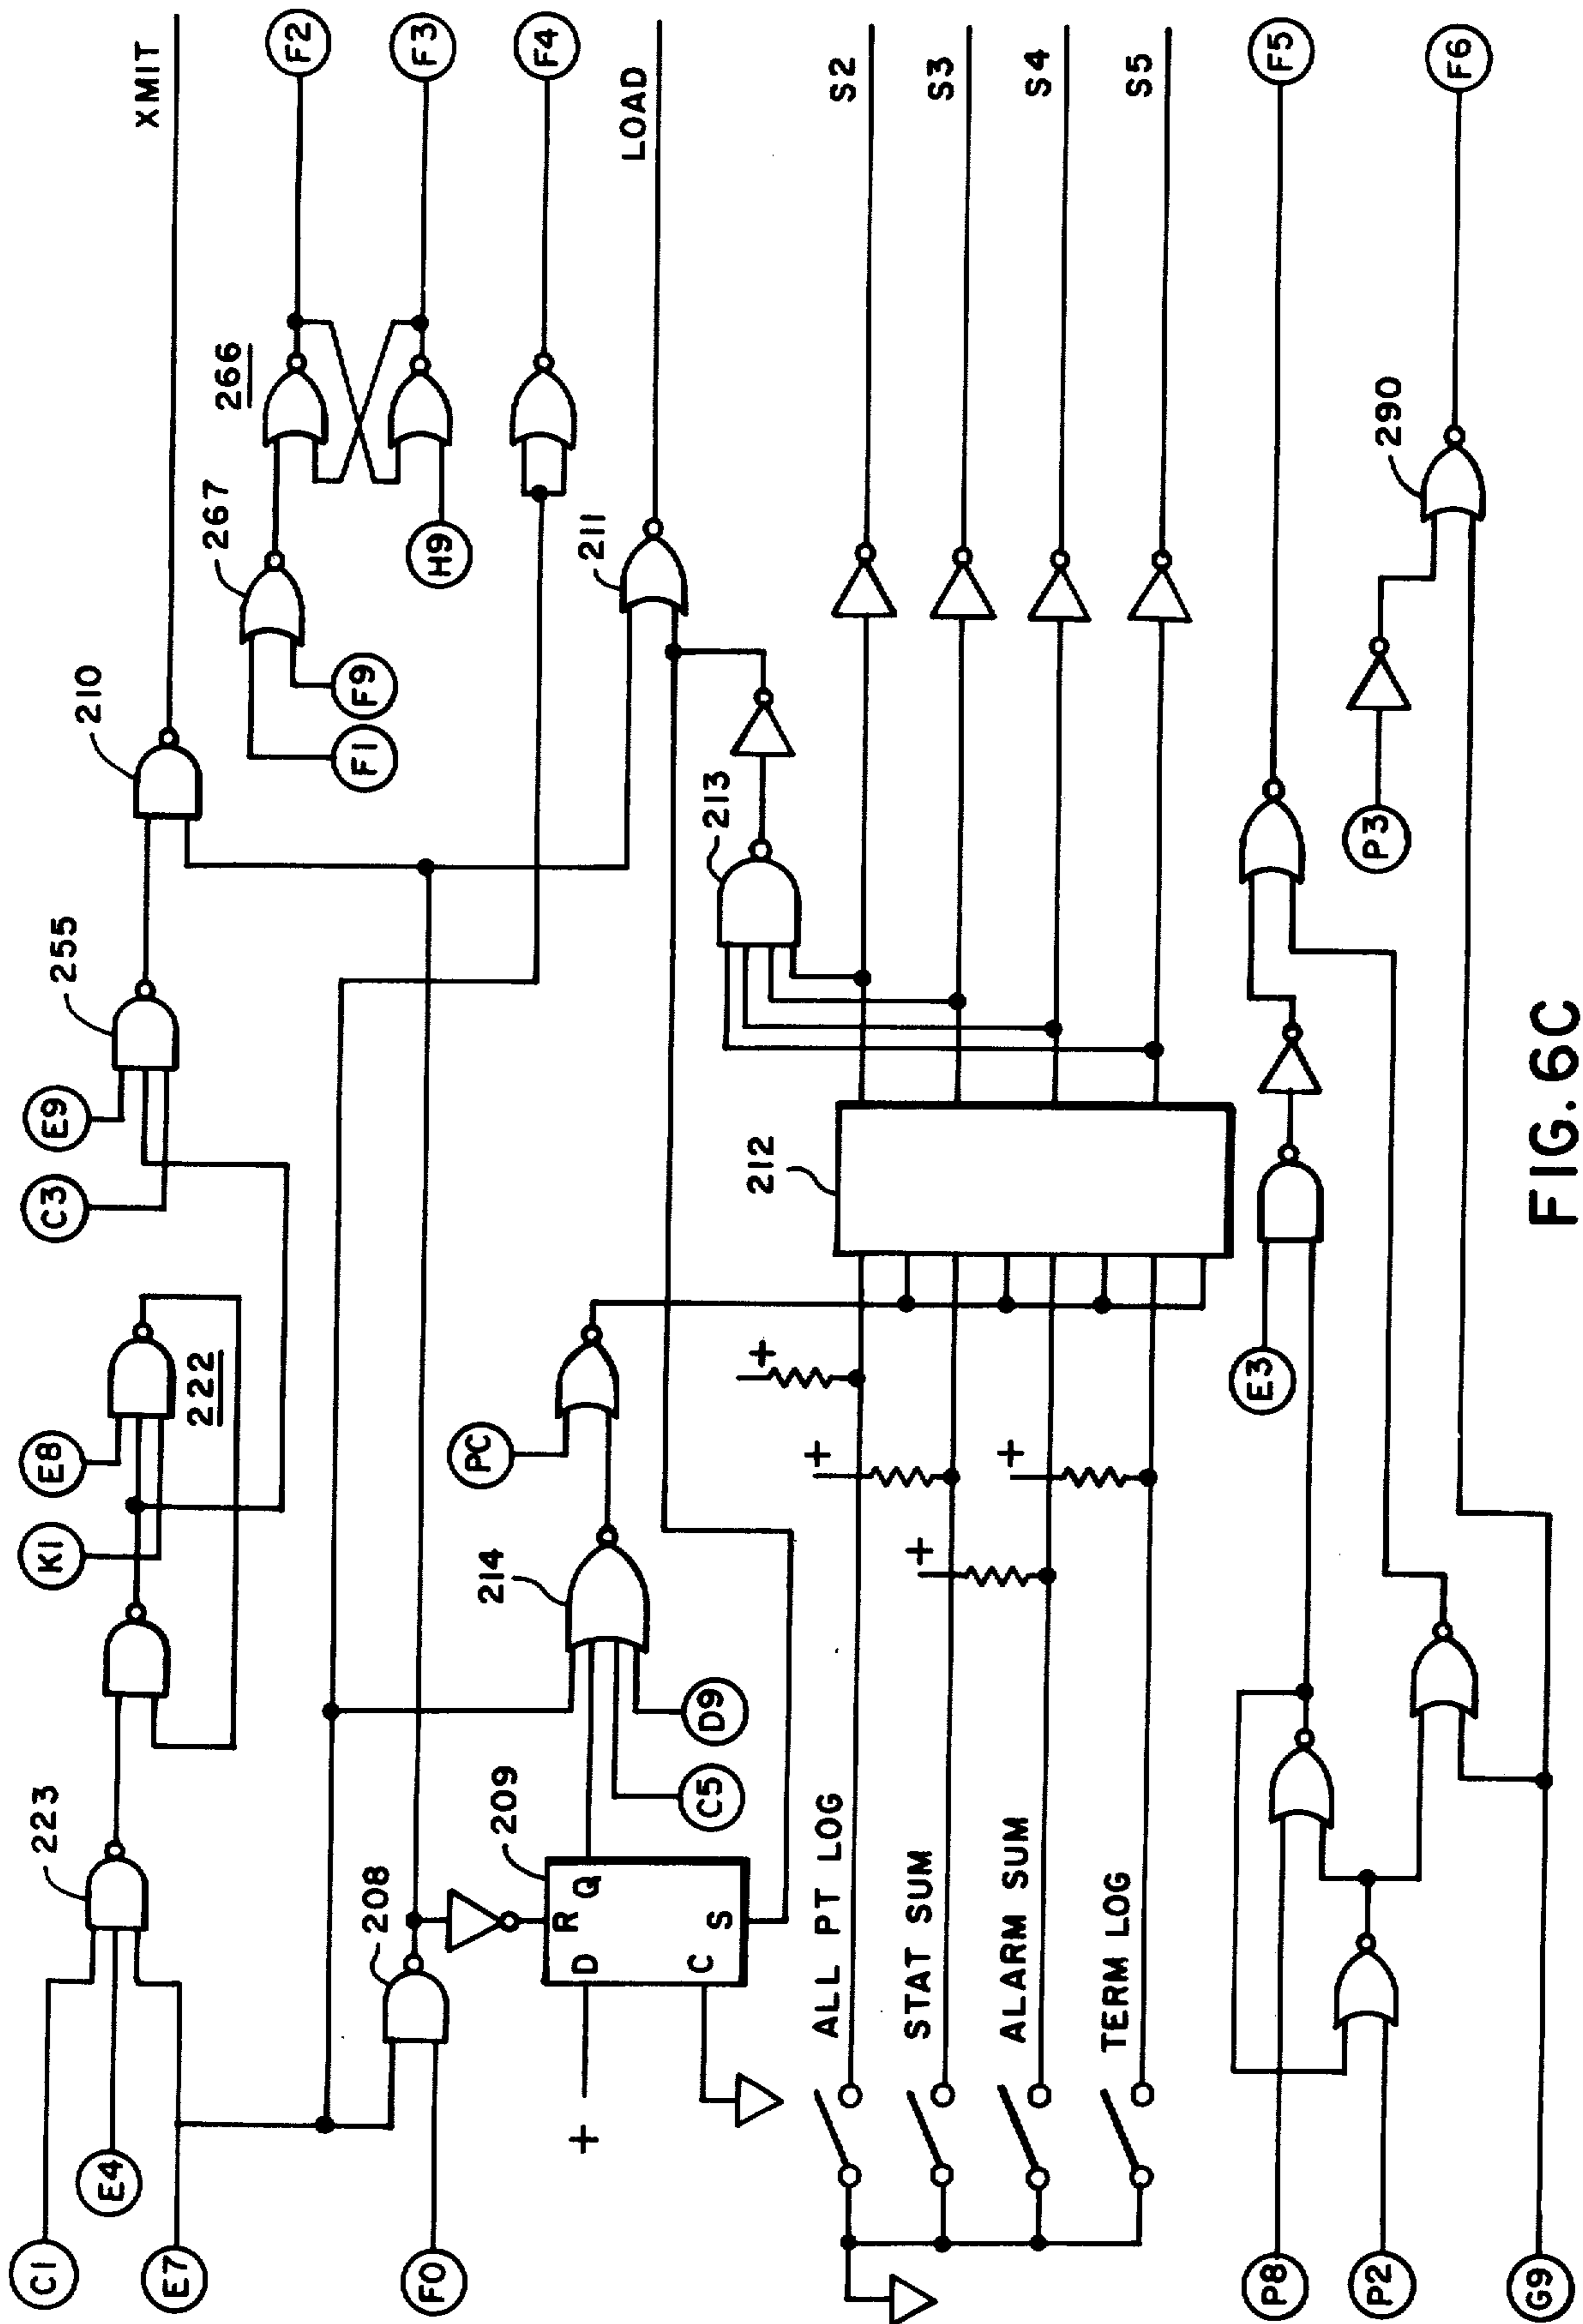 C1
E4
E7
223
K1
E8
222
C3
E9
255
210
XMIT
F0
208
F1
F9
267
266
H9
F2
F3
F4
+
D
R
Q
C
S
209
C5
D9
214
PC
211
LOAD
ALL PT LOG
STAT SUM
ALARM SUM
TERM LOG
+
+
+
+
212
213
S2
S3
S4
S5
P8
P2
G9
E3
P3
290
F5
F6
FIG. 6C